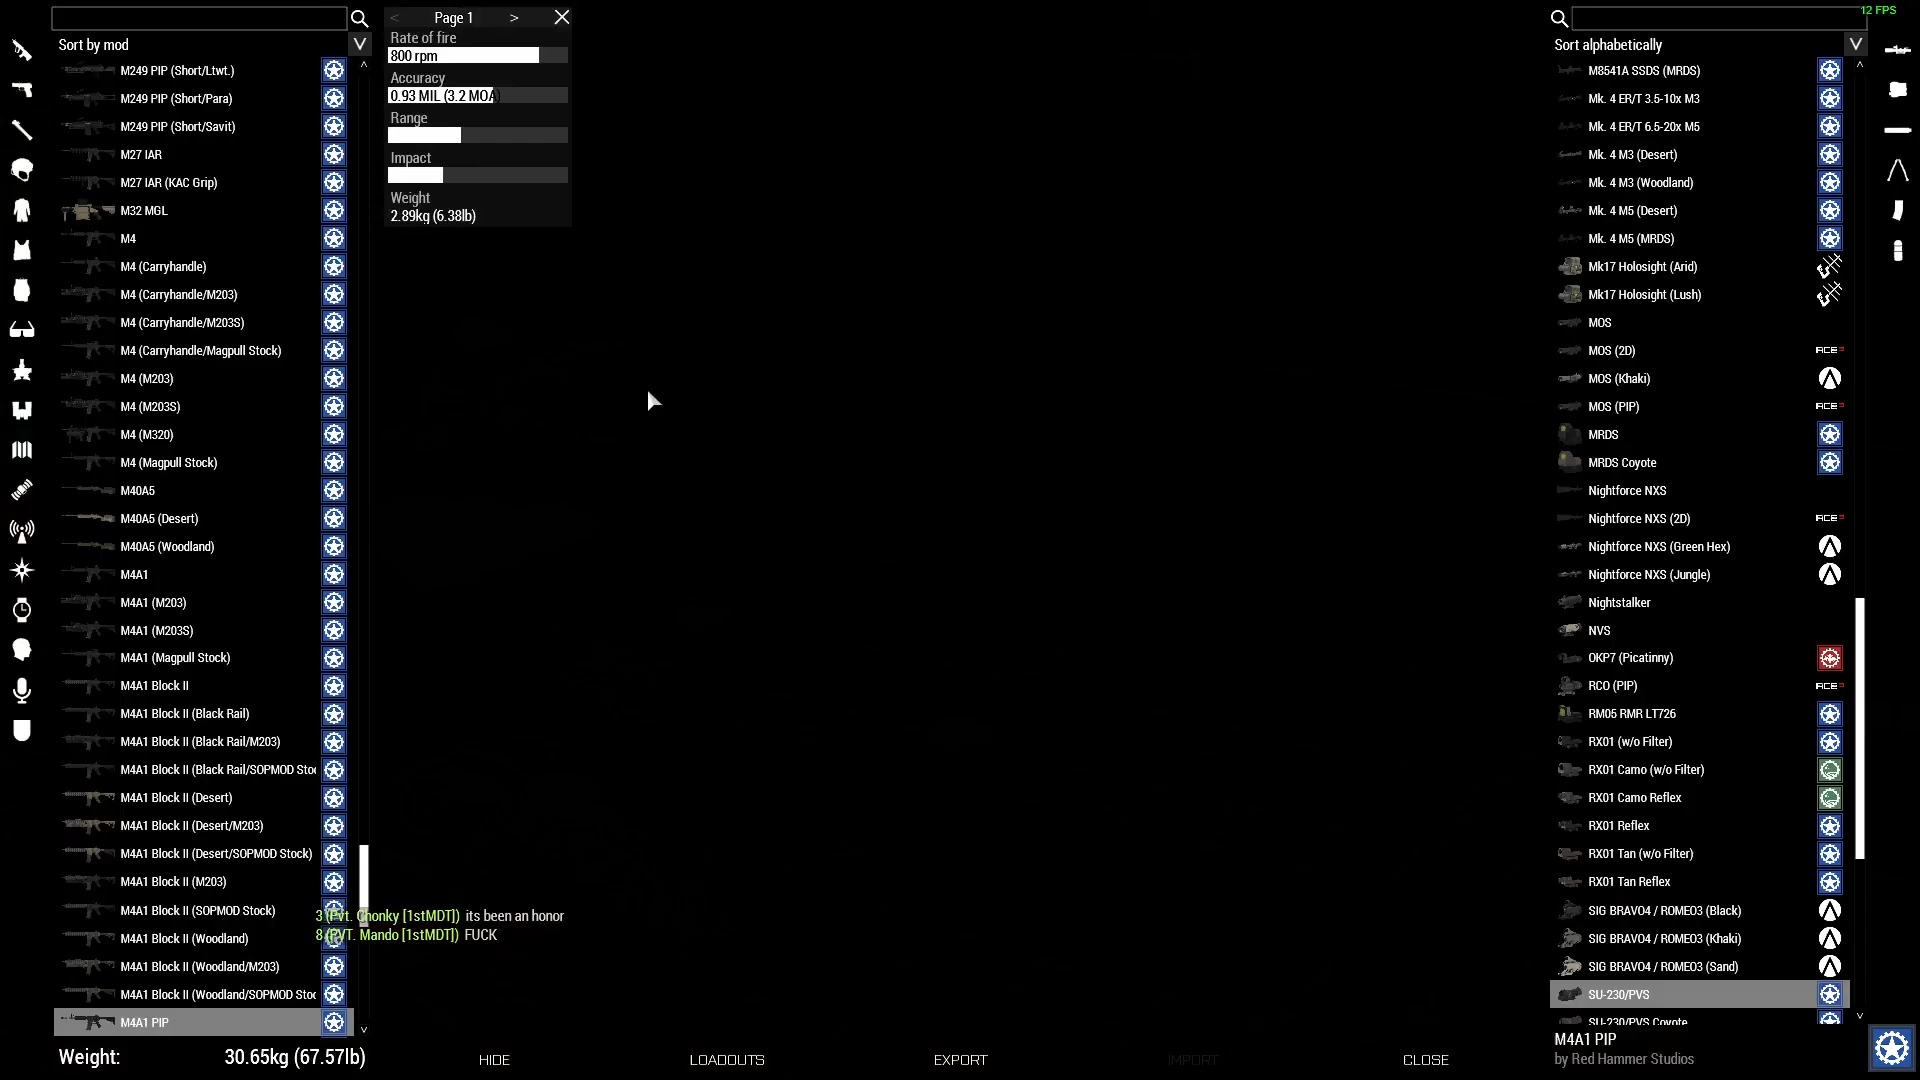 Sort by mod
M249 PIP (Short/Ltwt.)
M249 PIP (Short/Para)
M249 PIP (Short/Savit)
M27 IAR
M27 IAR (KAC Grip)
M32 MGL
M4
M4 (Carryhandle)
M4 (Carryhandle/M203)
M4 (Carryhandle/M203S)
M4 (Carryhandle/Magpull Stock)
M4 (M203)
M4 (M203S)
M4 (M320)
M4 (Magpull Stock)
M40A5
M40A5 (Desert)
M40A5 (Woodland)
M4A1
M4A1 (M203)
M4A1 (M203S)
M4A1 (Magpull Stock)
M4A1 Block II
M4A1 Block II (Black Rail)
M4A1 Block II (Black Rail/M203)
M4A1 Block II (Black Rail/SOPMOD Stoc
M4A1 Block II (Desert)
M4A1 Block II (Desert/M203)
M4A1 Block II (Desert/SOPMOD Stock)
M4A1 Block II (M203)
M4A1 Block II (SOPMOD Stock)
M4A1 Block II (Woodland)
M4A1 Block II (Woodland/M203)
M4A1 Block II (Woodland/SOPMOD Stoc
M4A1 PIP
Weight: 30.65kg (67.57lb)
< Page 1 >
Rate of fire
800 rpm
Accuracy
0.93 MIL (3.2 MOA)
Range
Impact
Weight
2.89kg (6.38lb)
3 (Pvt. Chonky [1stMDT]) its been an honor
8 (PVT. Mando [1stMDT]) FUCK
HIDE
LOADOUTS
EXPORT
IMPORT
CLOSE
12 FPS
Sort alphabetically
M8541A SSDS (MRDS)
Mk. 4 ER/T 3.5-10x M3
Mk. 4 ER/T 6.5-20x M5
Mk. 4 M3 (Desert)
Mk. 4 M3 (Woodland)
Mk. 4 M5 (Desert)
Mk. 4 M5 (MRDS)
Mk17 Holosight (Arid)
Mk17 Holosight (Lush)
MOS
MOS (2D) ACE3
MOS (Khaki)
MOS (PIP) ACE3
MRDS
MRDS Coyote
Nightforce NXS
Nightforce NXS (2D) ACE3
Nightforce NXS (Green Hex)
Nightforce NXS (Jungle)
Nightstalker
NVS
OKP7 (Picatinny)
RCO (PIP) ACE3
RM05 RMR LT726
RX01 (w/o Filter)
RX01 Camo (w/o Filter)
RX01 Camo Reflex
RX01 Reflex
RX01 Tan (w/o Filter)
RX01 Tan Reflex
SIG BRAVO4 / ROMEO3 (Black)
SIG BRAVO4 / ROMEO3 (Khaki)
SIG BRAVO4 / ROMEO3 (Sand)
SU-230/PVS
SU-230/PVS Coyote
M4A1 PIP
by Red Hammer Studios